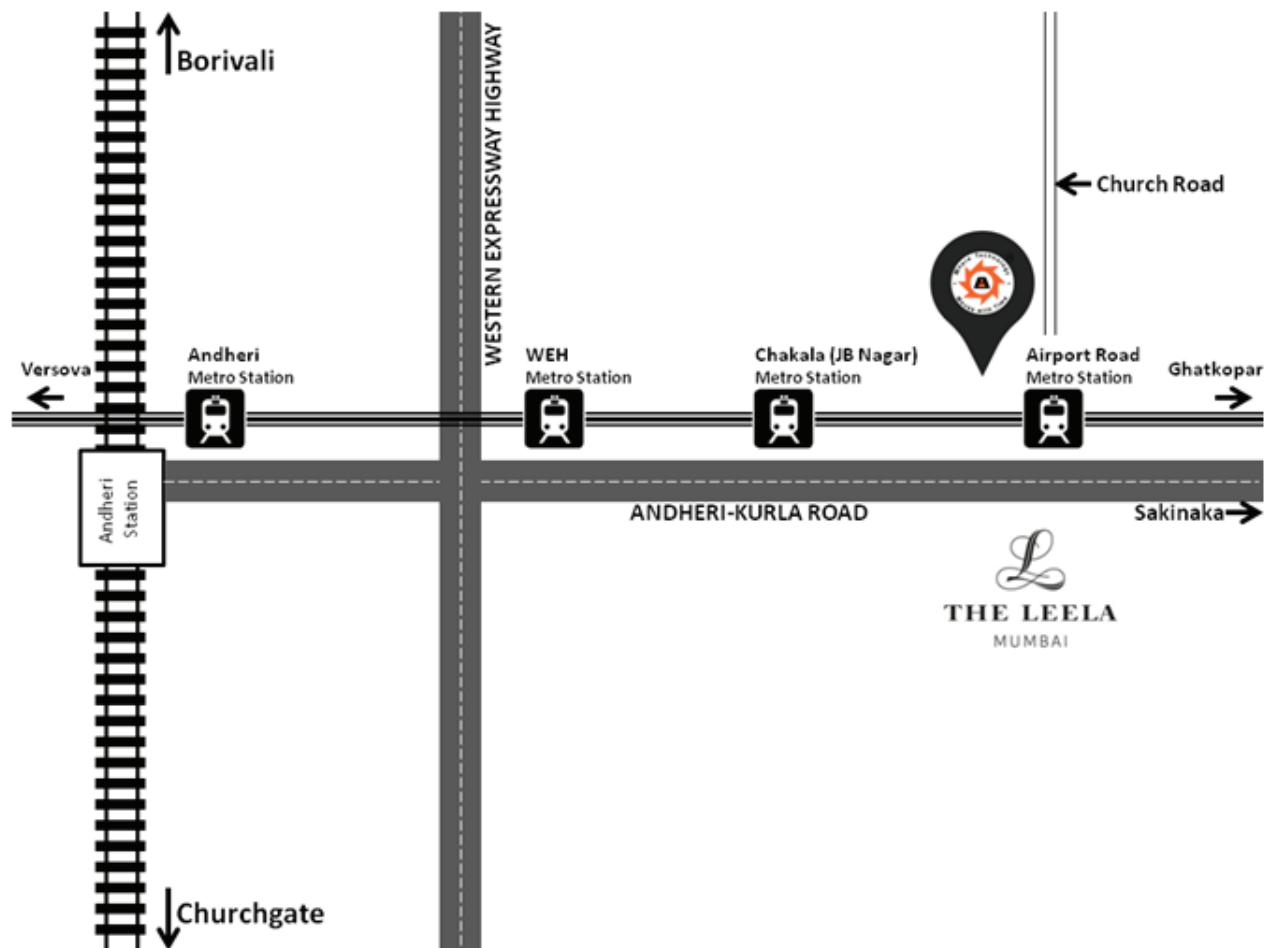 Borivali
WESTERN EXPRESSWAY HIGHWAY
Church Road
Versova
Andheri
Metro Station
WEH
Metro Station
Chakala (JB Nagar)
Metro Station
Airport Road
Metro Station
Ghatkopar
Andheri
Station
ANDHERI-KURLA ROAD
Sakinaka
L
THE LEELA
MUMBAI
Churchgate